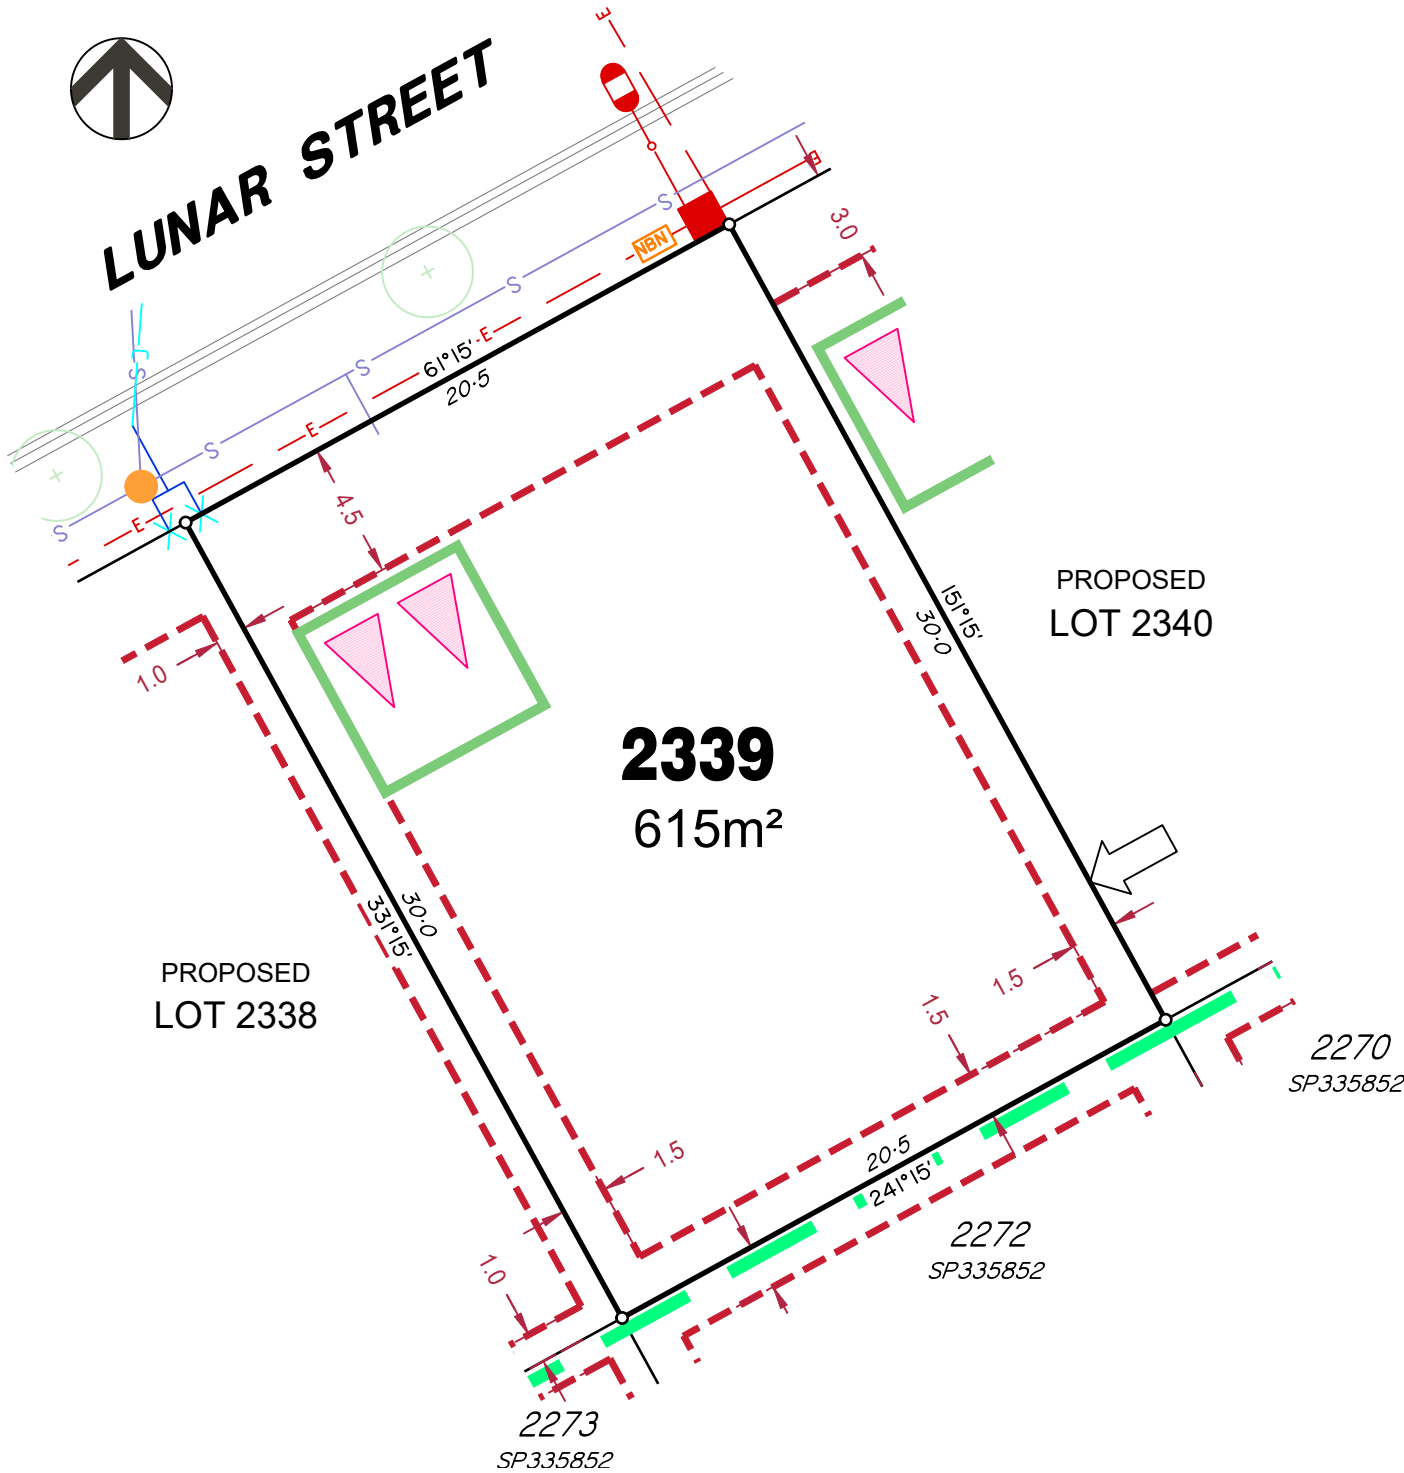 LUNAR STREET
E
S
E
3.0
NBN
S
S
E
61°15'
20·5
S
S
E
S
E
S
4.5
1.0
151°15'
30·0
PROPOSED
LOT 2340
2339
615m²
331°15'
30·0
PROPOSED
LOT 2338
1.5
1.5
1.5
1.0
20·5
241°15'
2270
SP335852
2272
SP335852
2273
SP335852